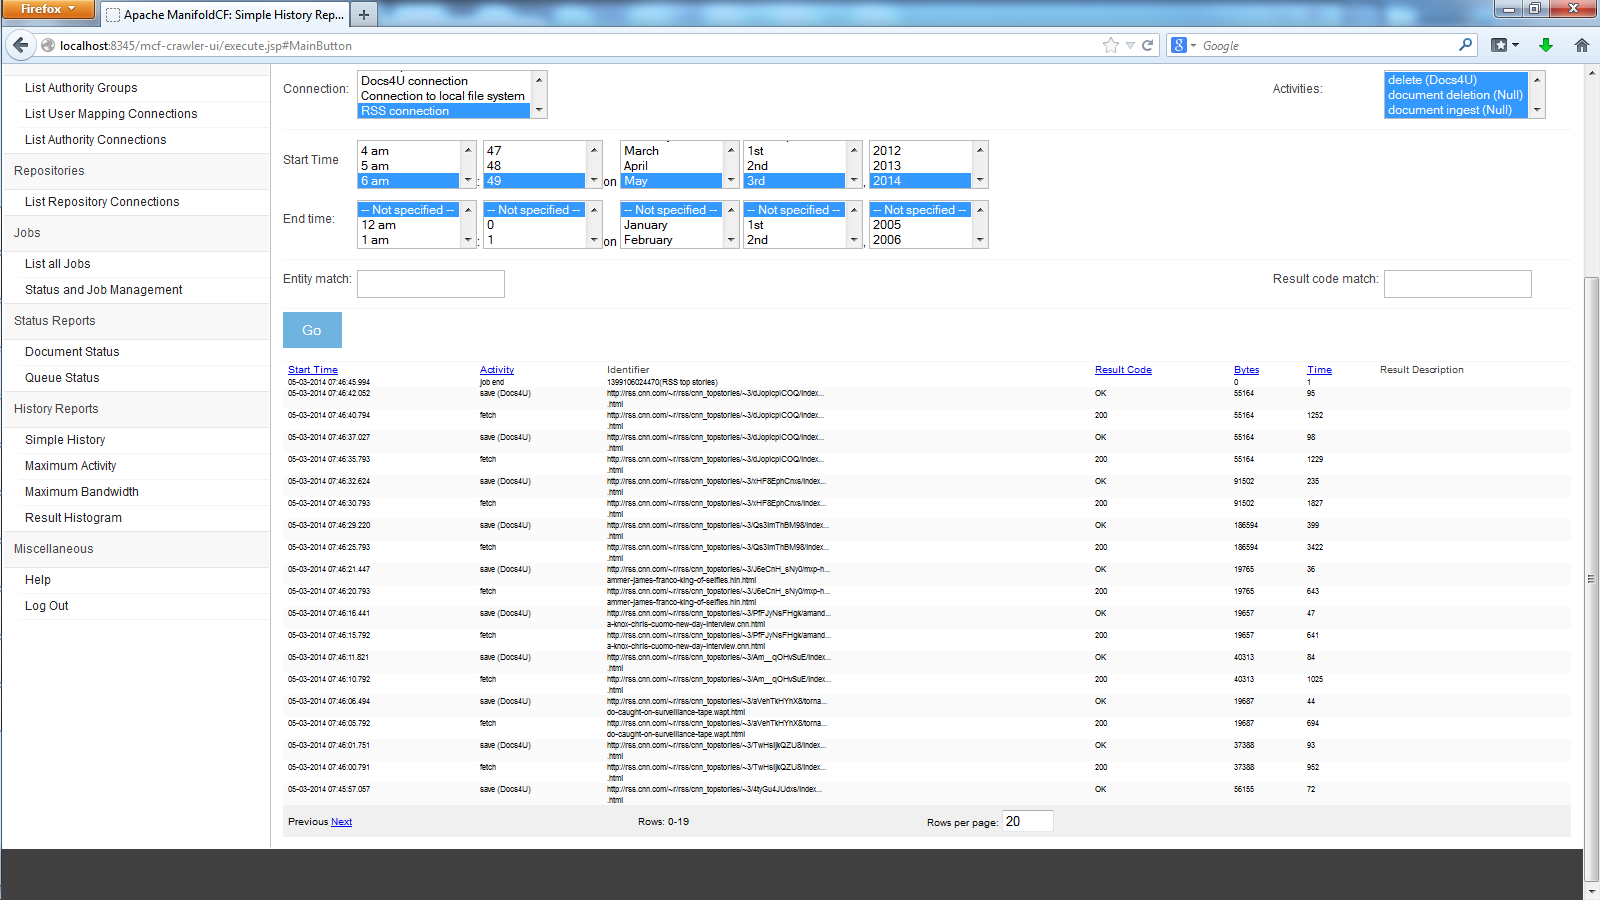 Firefox
Apache ManifoldCF: Simple History Rep...
localhost:8345/mcf-crawler-ui/execute.jsp#MainButton
Google
List Authority Groups
List User Mapping Connections
List Authority Connections
Repositories
List Repository Connections
Jobs
List all Jobs
Status and Job Management
Status Reports
Document Status
Queue Status
History Reports
Simple History
Maximum Activity
Maximum Bandwidth
Result Histogram
Miscellaneous
Help
Log Out
Connection: Docs4U connection
Connection to local file system
RSS connection
Activities: delete (Docs4U)
document deletion (Null)
document ingest (Null)
Start Time
4 am 47 March 1st 2012
5 am 48 April 2nd 2013
6 am : 49 on May 3rd , 2014
End time:
-- Not specified -- -- Not specified -- -- Not specified -- -- Not specified -- -- Not specified --
12 am 0 January 1st 2005
1 am : 1 on February 2nd , 2006
Entity match: Result code match:
Go
Start Time Activity Identifier Result Code Bytes Time Result Description
05-03-2014 07:46:45.994 job end 1399106024470(RSS top stories) 0 1
05-03-2014 07:46:42.052 save (Docs4U) http://rss.cnn.com/~r/rss/cnn_topstories/~3/dJopicpiCOQ/index... OK 55164 95
.html
05-03-2014 07:46:40.794 fetch http://rss.cnn.com/~r/rss/cnn_topstories/~3/dJopicpiCOQ/index... 200 55164 1252
.html
05-03-2014 07:46:37.027 save (Docs4U) http://rss.cnn.com/~r/rss/cnn_topstories/~3/dJopicpiCOQ/index... OK 55164 98
.html
05-03-2014 07:46:35.793 fetch http://rss.cnn.com/~r/rss/cnn_topstories/~3/dJopicpiCOQ/index... 200 55164 1229
.html
05-03-2014 07:46:32.624 save (Docs4U) http://rss.cnn.com/~r/rss/cnn_topstories/~3/xHF8EphCnxs/index... OK 91502 235
.html
05-03-2014 07:46:30.793 fetch http://rss.cnn.com/~r/rss/cnn_topstories/~3/xHF8EphCnxs/index... 200 91502 1827
.html
05-03-2014 07:46:29.220 save (Docs4U) http://rss.cnn.com/~r/rss/cnn_topstories/~3/Qs3ImThBM98/index... OK 186594 399
.html
05-03-2014 07:46:25.793 fetch http://rss.cnn.com/~r/rss/cnn_topstories/~3/Qs3ImThBM98/index... 200 186594 3422
.html
05-03-2014 07:46:21.447 save (Docs4U) http://rss.cnn.com/~r/rss/cnn_topstories/~3/J6eCnH_sNy0/mxp-h... OK 19765 36
ammer-james-franco-king-of-selfies.hln.html
05-03-2014 07:46:20.793 fetch http://rss.cnn.com/~r/rss/cnn_topstories/~3/J6eCnH_sNy0/mxp-h... 200 19765 643
ammer-james-franco-king-of-selfies.hln.html
05-03-2014 07:46:16.441 save (Docs4U) http://rss.cnn.com/~r/rss/cnn_topstories/~3/PfFJyNsFHgk/amand... OK 19657 47
a-knox-chris-cuomo-new-day-interview.cnn.html
05-03-2014 07:46:15.792 fetch http://rss.cnn.com/~r/rss/cnn_topstories/~3/PfFJyNsFHgk/amand... 200 19657 641
a-knox-chris-cuomo-new-day-interview.cnn.html
05-03-2014 07:46:11.821 save (Docs4U) http://rss.cnn.com/~r/rss/cnn_topstories/~3/Am__qOHvSuE/index... OK 40313 84
.html
05-03-2014 07:46:10.792 fetch http://rss.cnn.com/~r/rss/cnn_topstories/~3/Am__qOHvSuE/index... 200 40313 1025
.html
05-03-2014 07:46:06.494 save (Docs4U) http://rss.cnn.com/~r/rss/cnn_topstories/~3/aVehTkHYhX8/torna... OK 19687 44
do-caught-on-surveillance-tape.wapt.html
05-03-2014 07:46:05.792 fetch http://rss.cnn.com/~r/rss/cnn_topstories/~3/aVehTkHYhX8/torna... 200 19687 694
do-caught-on-surveillance-tape.wapt.html
05-03-2014 07:46:01.751 save (Docs4U) http://rss.cnn.com/~r/rss/cnn_topstories/~3/TwHsijkQZU8/index... OK 37388 93
.html
05-03-2014 07:46:00.791 fetch http://rss.cnn.com/~r/rss/cnn_topstories/~3/TwHsijkQZU8/index... 200 37388 952
.html
05-03-2014 07:45:57.057 save (Docs4U) http://rss.cnn.com/~r/rss/cnn_topstories/~3/4tyGu4JUdxs/index... OK 56155 72
.html
Previous Next Rows: 0-19 Rows per page: 20